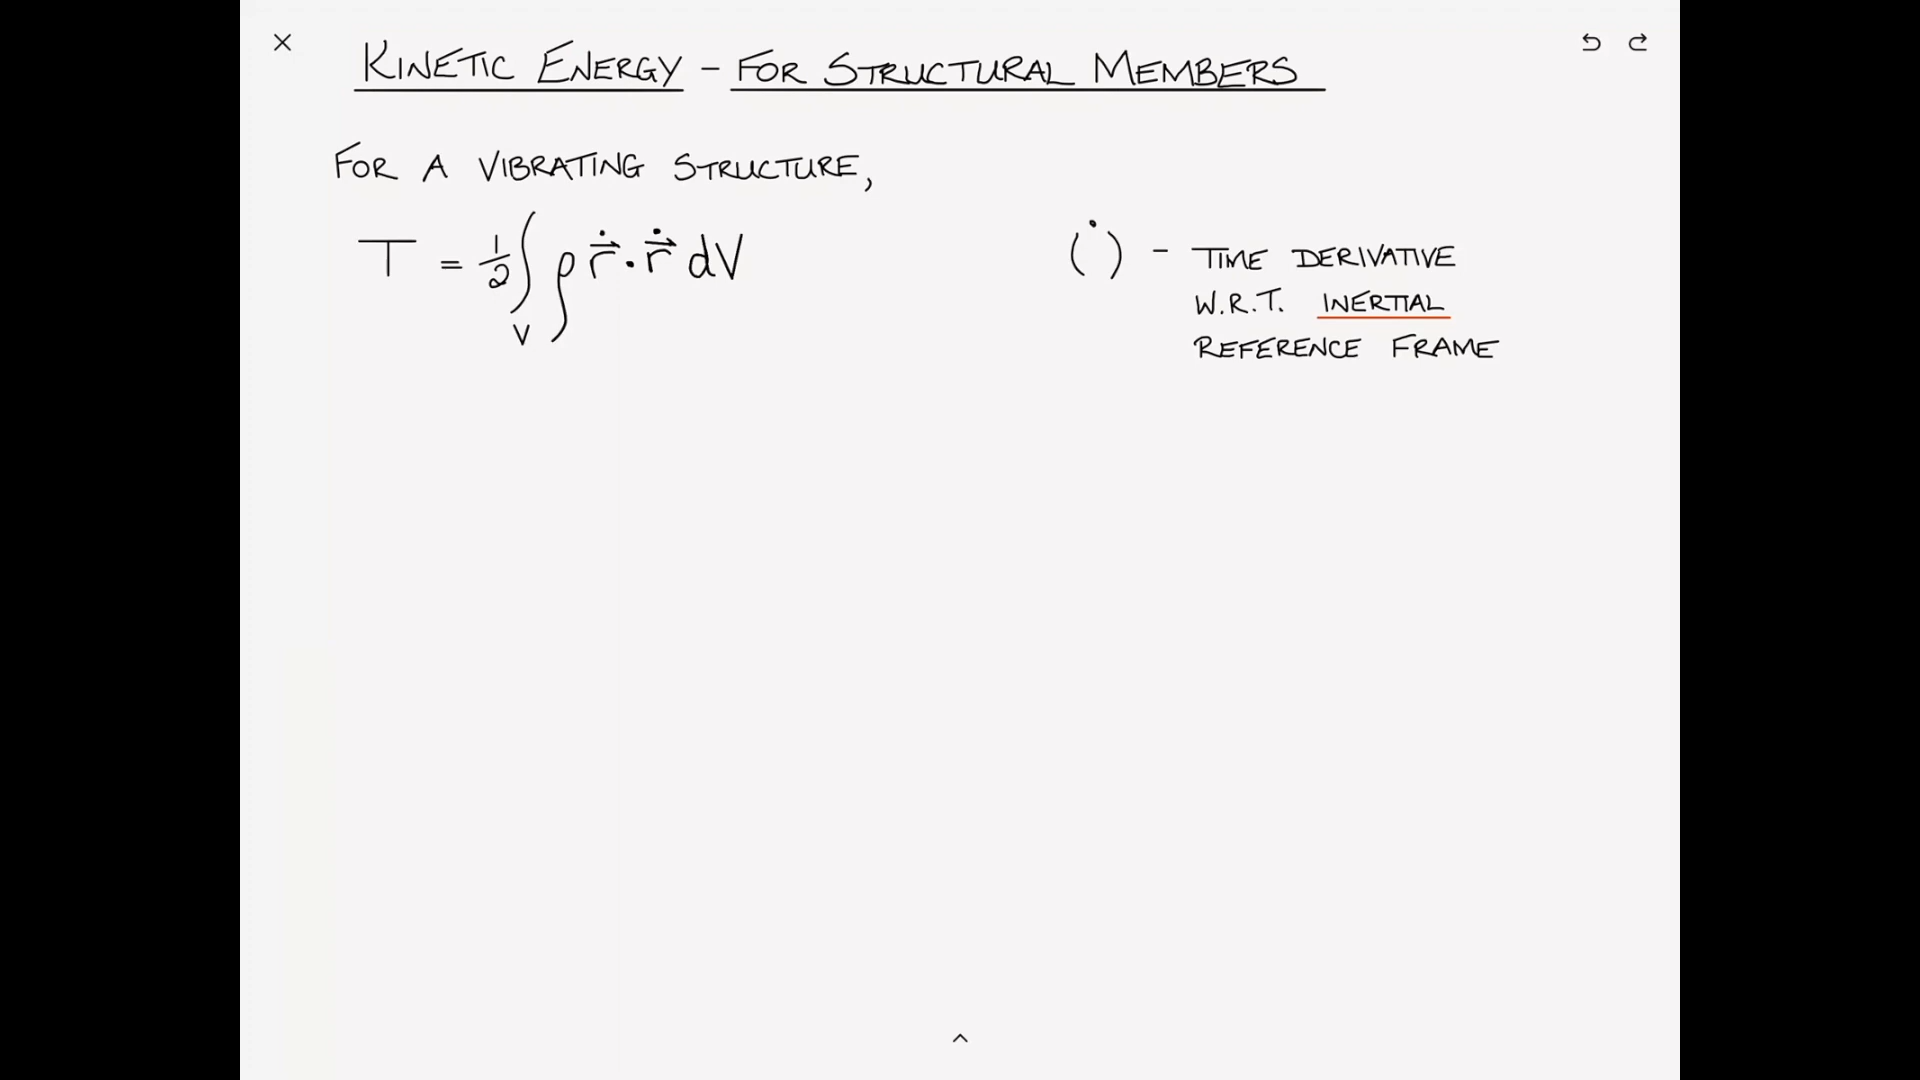 KINETIC ENERGY - FOR STRUCTURAL MEMBERS
FOR A VIBRATING STRUCTURE,
T = ½ ∫_V ρ ṙ⃗ · ṙ⃗ dV
(˙) - TIME DERIVATIVE
W.R.T. INERTIAL
REFERENCE FRAME